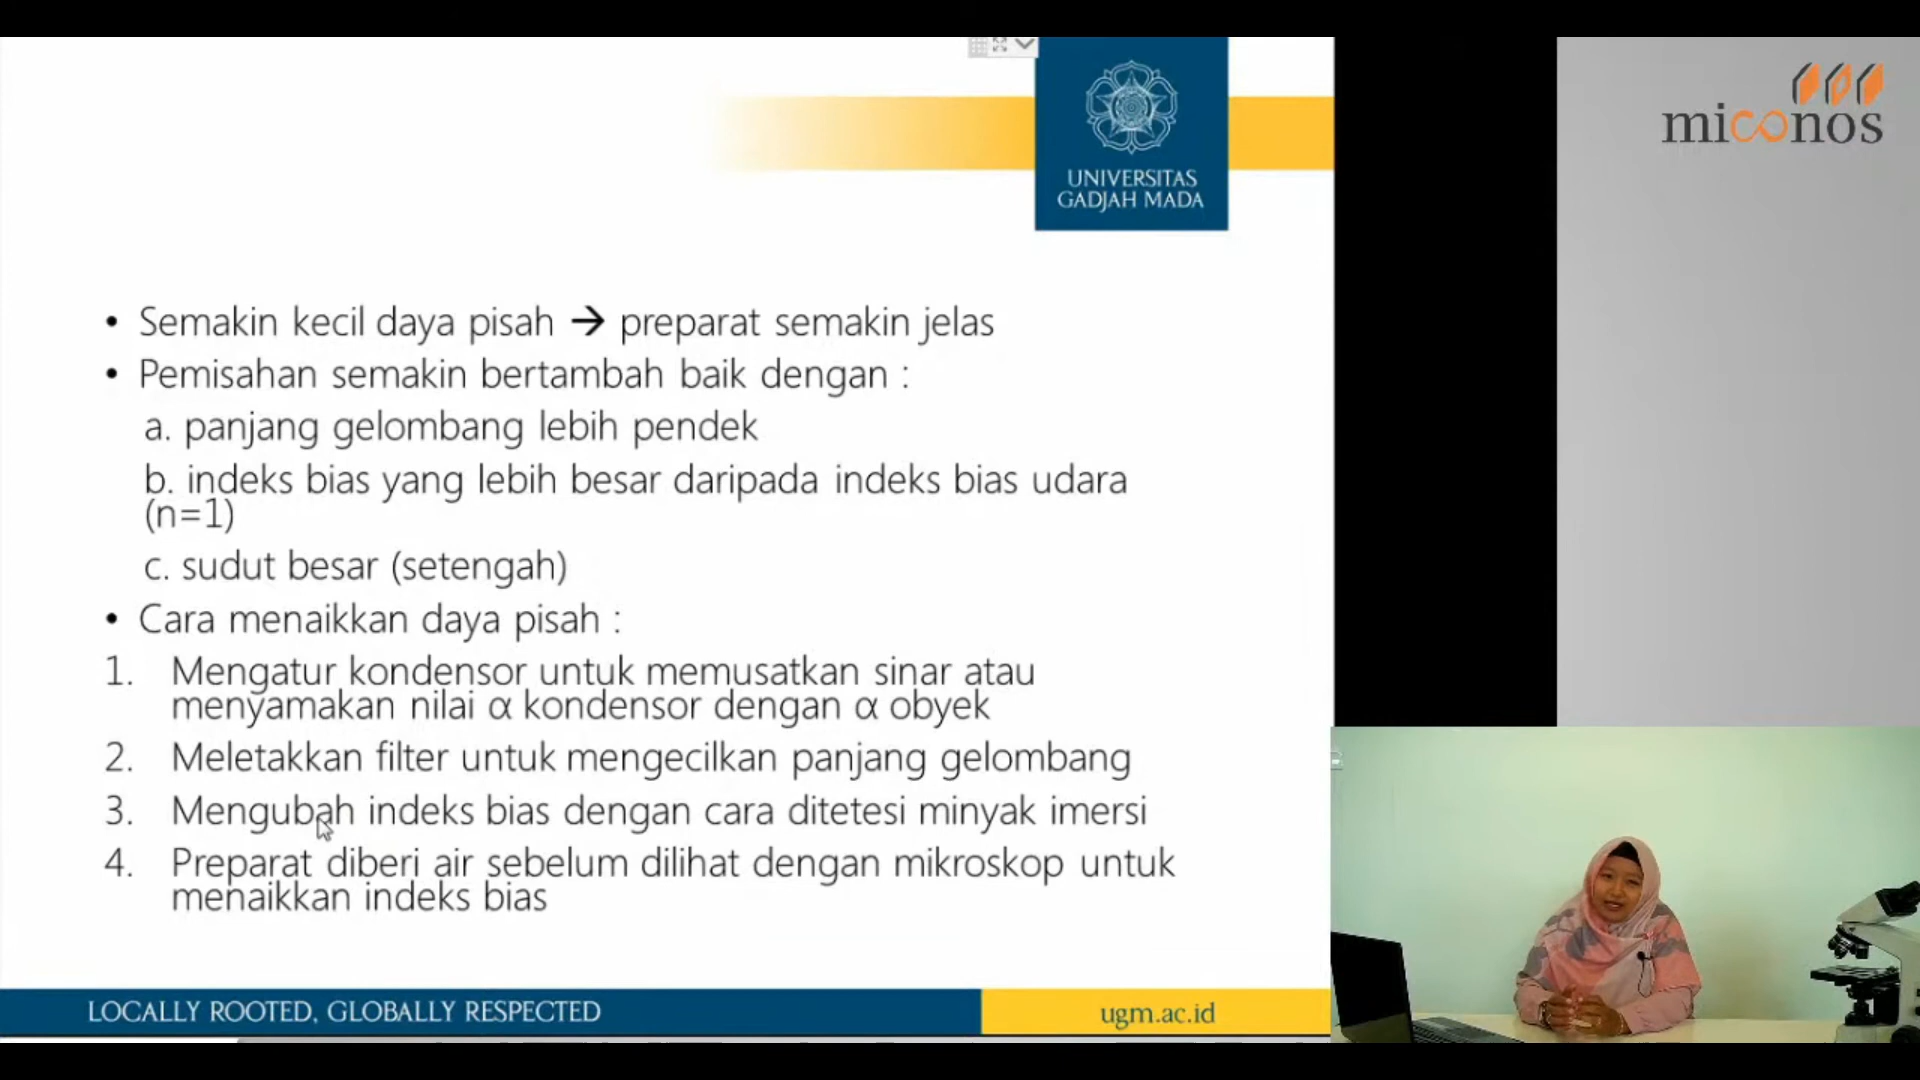 miconos
UNIVERSITAS
GADJAH MADA
• Semakin kecil daya pisah → preparat semakin jelas
• Pemisahan semakin bertambah baik dengan :
a. panjang gelombang lebih pendek
b. indeks bias yang lebih besar daripada indeks bias udara
(n=1)
c. sudut besar (setengah)
• Cara menaikkan daya pisah :
1. Mengatur kondensor untuk memusatkan sinar atau
menyamakan nilai α kondensor dengan α obyek
2. Meletakkan filter untuk mengecilkan panjang gelombang
3. Mengubah indeks bias dengan cara ditetesi minyak imersi
4. Preparat diberi air sebelum dilihat dengan mikroskop untuk
menaikkan indeks bias
LOCALLY ROOTED, GLOBALLY RESPECTED
ugm.ac.id